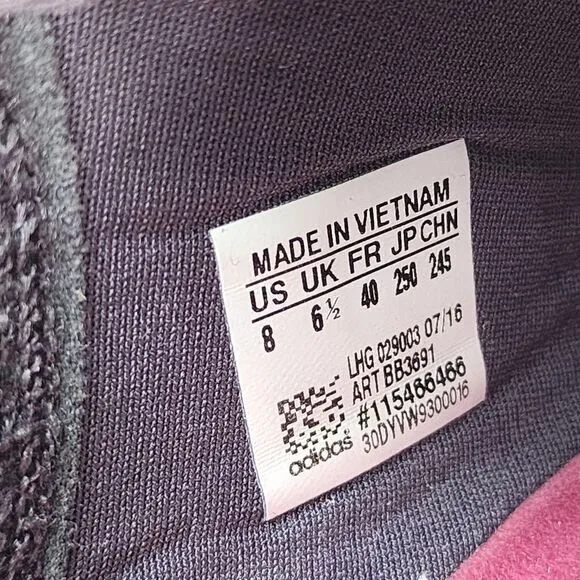 MADE IN VIETNAM
US UK FR JP CHN
8 6½ 40 250 245
LHG 029003 07/16
ART BB3691
#115466466
adidas 30DYVW9300016